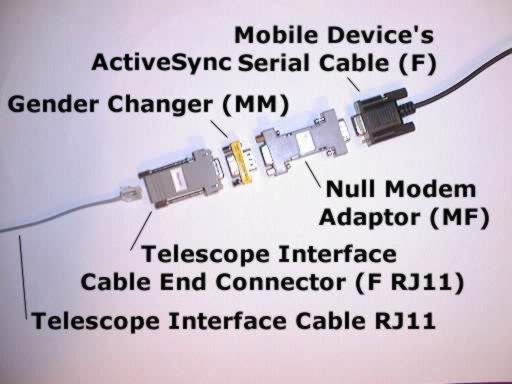 Mobile Device's
ActiveSync Serial Cable (F)
Gender Changer (MM)
Null Modem
Adaptor (MF)
Telescope Interface
Cable End Connector (F RJ11)
Telescope Interface Cable RJ11